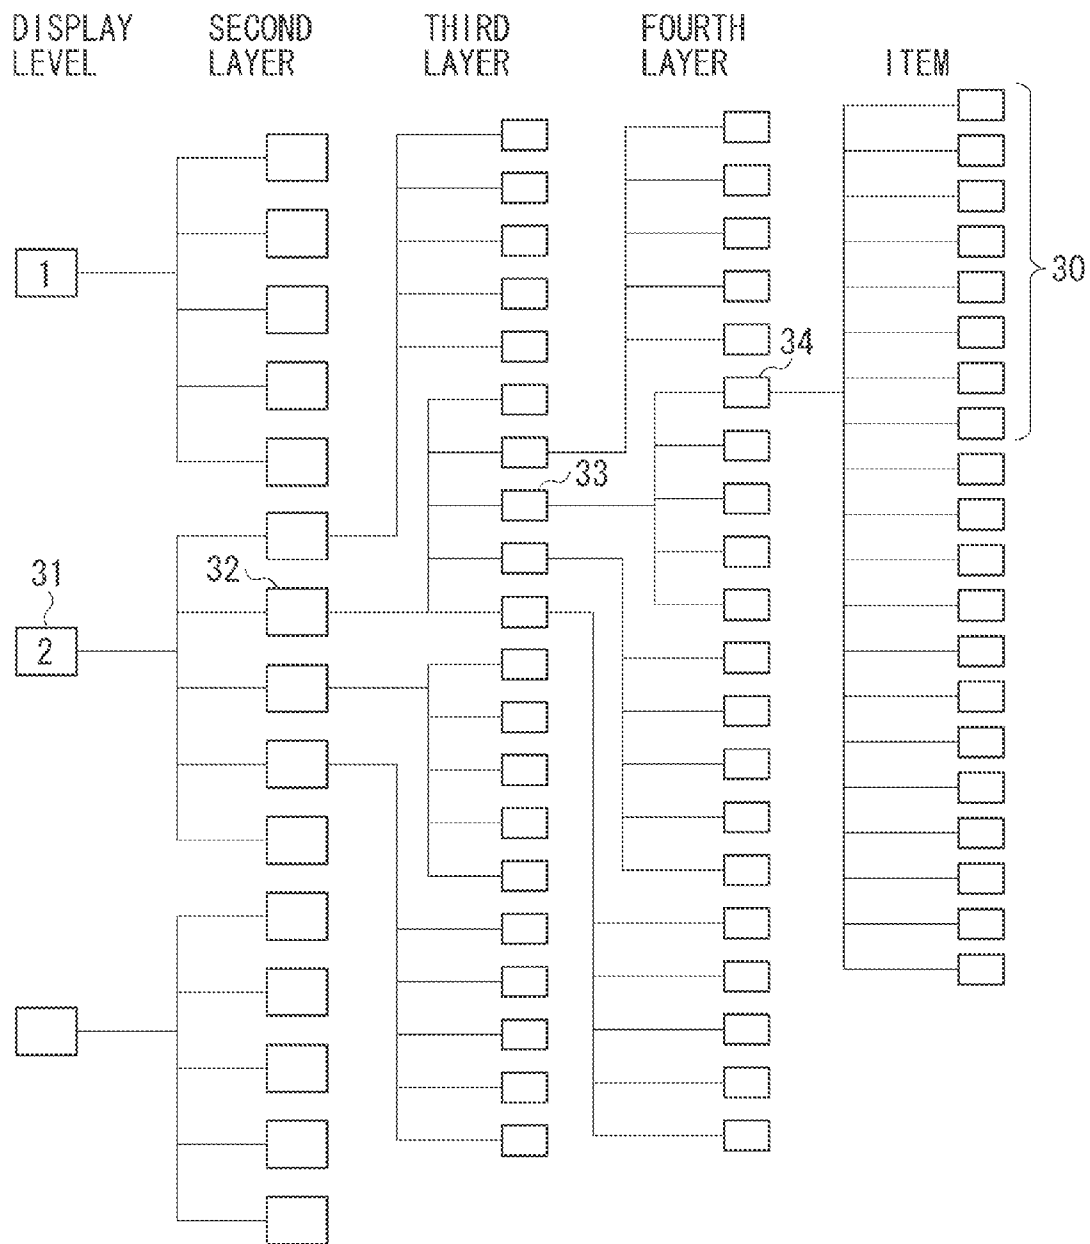 DISPLAY LEVEL
SECOND LAYER
THIRD LAYER
FOURTH LAYER
ITEM
1
30
34
33
32
31
2